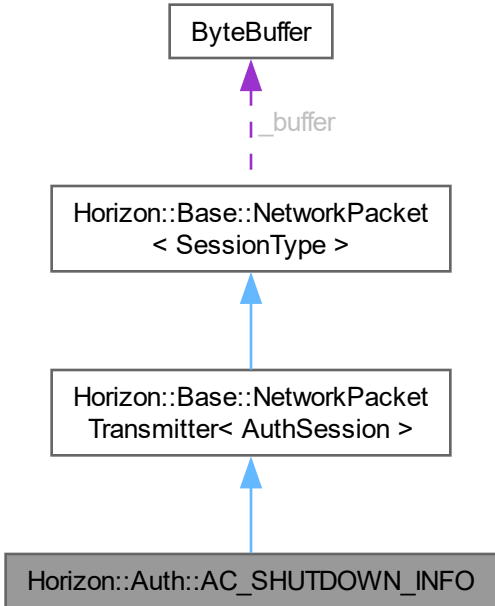 ByteBuffer
_buffer
Horizon::Base::NetworkPacket
< SessionType >
Horizon::Base::NetworkPacket
Transmitter< AuthSession >
Horizon::Auth::AC_SHUTDOWN_INFO